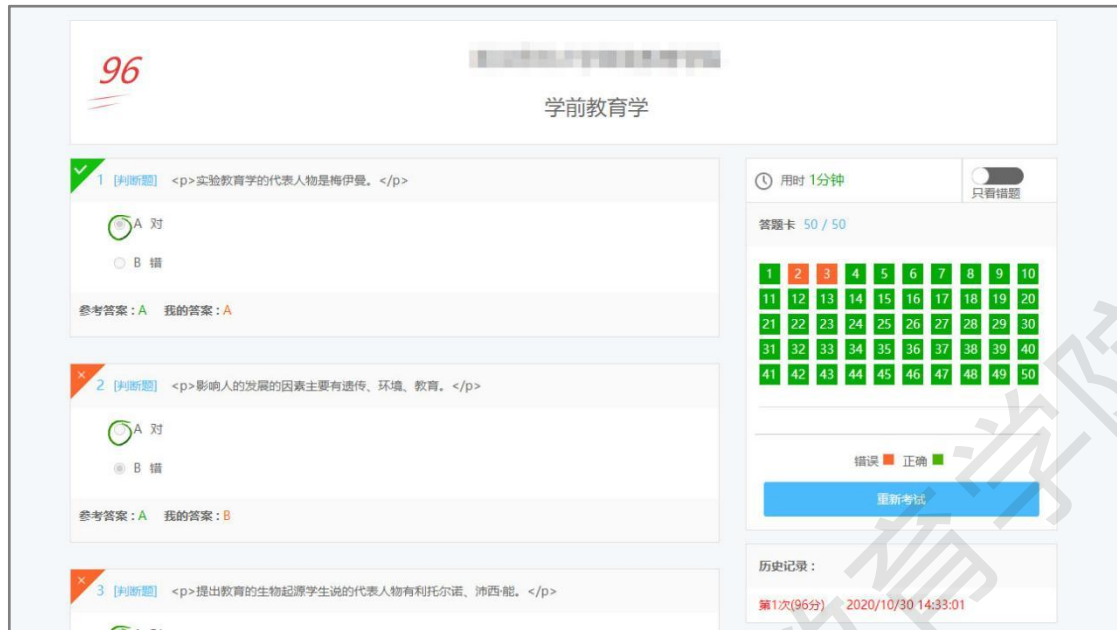 96
学前教育学
1 [判断题] <p>实验教育学的代表人物是梅伊曼。</p>
A 对
B 错
参考答案：A 我的答案：A
2 [判断题] <p>影响人的发展的因素主要有遗传、环境、教育。</p>
A 对
B 错
参考答案：A 我的答案：B
3 [判断题] <p>提出教育的生物起源学生说的代表人物有利托尔诺、沛西·能。</p>
用时 1分钟
只看错题
答题卡 50 / 50
1 2 3 4 5 6 7 8 9 10
11 12 13 14 15 16 17 18 19 20
21 22 23 24 25 26 27 28 29 30
31 32 33 34 35 36 37 38 39 40
41 42 43 44 45 46 47 48 49 50
错误 正确
重新考试
历史记录：
第1次(96分) 2020/10/30 14:33:01
教育学院